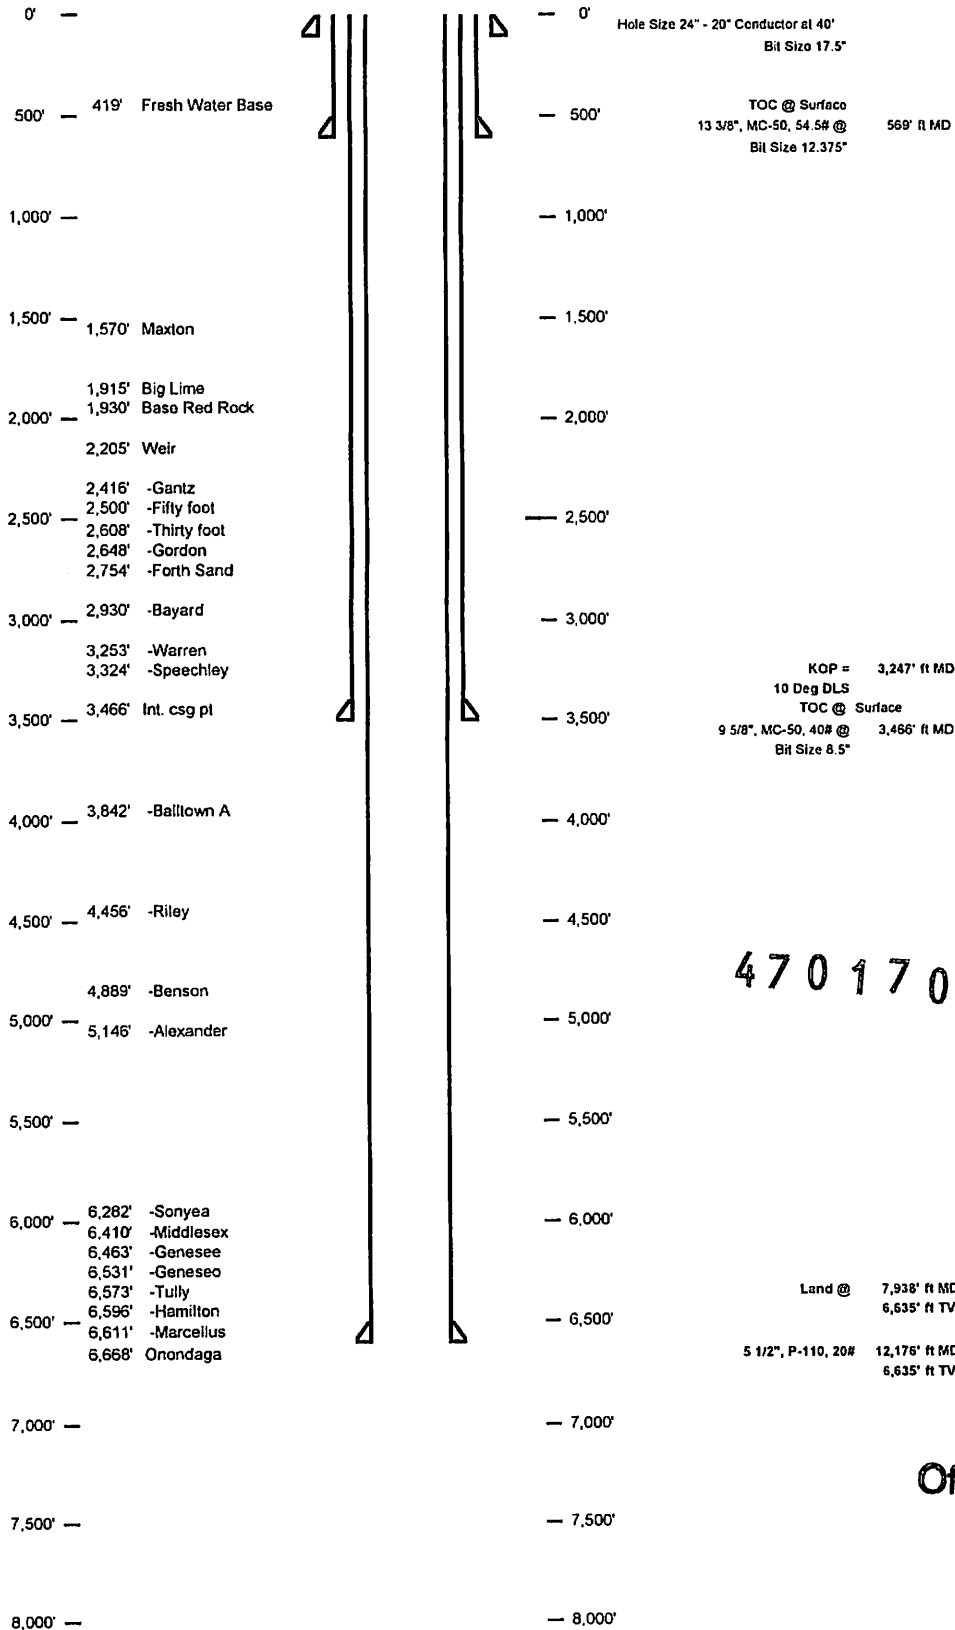 0' — — 0' Hole Size 24" - 20" Conductor at 40'
Bit Size 17.5"
419' Fresh Water Base
TOC @ Surface
500' — — 500'
13 3/8", MC-50, 54.5# @ 569' ft MD
Bit Size 12.375"
1,000' — — 1,000'
1,500' — — 1,500'
1,570' Maxton
1,915' Big Lime
1,930' Base Red Rock
2,000' — — 2,000'
2,205' Weir
2,416' -Gantz
2,500' -Fifty foot
2,500' — — 2,500'
2,608' -Thirty foot
2,648' -Gordon
2,754' -Forth Sand
2,930' -Bayard
3,000' — — 3,000'
3,253' -Warren
3,324' -Speechley
KOP = 3,247' ft MD
10 Deg DLS
3,466' Int. csg pt
TOC @ Surface
3,500' — — 3,500'
9 5/8", MC-50, 40# @ 3,466' ft MD
Bit Size 8.5"
3,842' -Balltown A
4,000' — — 4,000'
4,456' -Riley
4,500' — — 4,500'
470170
4,889' -Benson
5,000' — — 5,000'
5,146' -Alexander
5,500' — — 5,500'
6,282' -Sonyea
6,000' — — 6,000'
6,410' -Middlesex
6,463' -Genesee
6,531' -Geneseo
6,573' -Tully
Land @ 7,938' ft MD
6,635' ft TV
6,596' -Hamilton
6,500' — — 6,500'
6,611' -Marcellus
6,668' Onondaga
5 1/2", P-110, 20# 12,176' ft MD
6,635' ft TV
7,000' — — 7,000'
Of
7,500' — — 7,500'
8,000' — — 8,000'